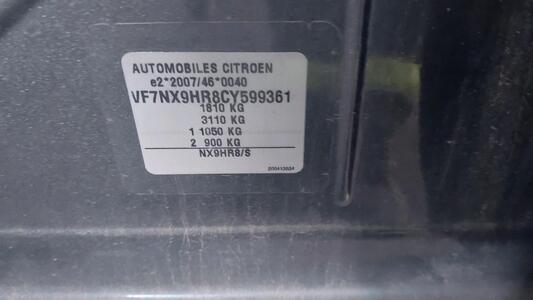 AUTOMOBILES CITROEN
e2*2007/46*0040
VF7NX9HR8CY599361
1810 KG
3110 KG
1 1050 KG
2 900 KG
NX9HR8/S